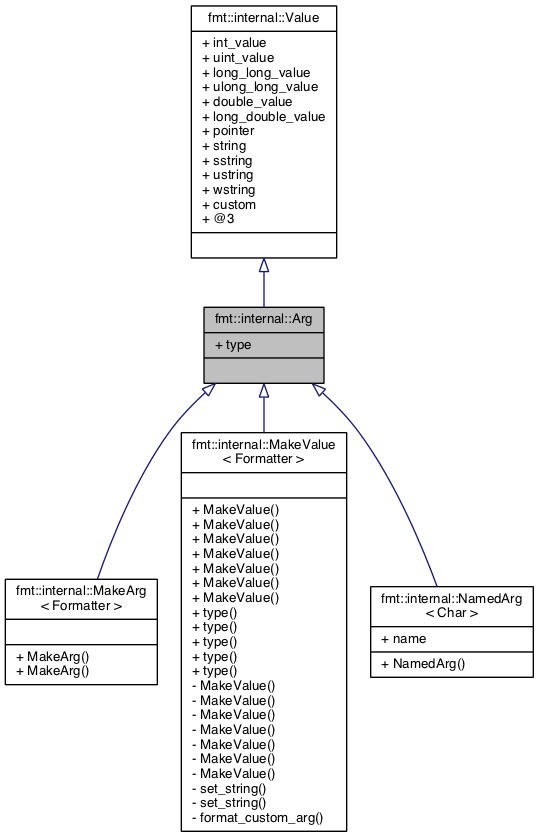 fmt::internal::Value
+ int_value
+ uint_value
+ long_long_value
+ ulong_long_value
+ double_value
+ long_double_value
+ pointer
+ string
+ sstring
+ ustring
+ wstring
+ custom
+ @3
fmt::internal::Arg
+ type
fmt::internal::MakeArg
< Formatter >
+ MakeArg()
+ MakeArg()
fmt::internal::MakeValue
< Formatter >
+ MakeValue()
+ MakeValue()
+ MakeValue()
+ MakeValue()
+ MakeValue()
+ MakeValue()
+ MakeValue()
+ type()
+ type()
+ type()
+ type()
+ type()
- MakeValue()
- MakeValue()
- MakeValue()
- MakeValue()
- MakeValue()
- MakeValue()
- MakeValue()
- set_string()
- set_string()
- format_custom_arg()
fmt::internal::NamedArg
< Char >
+ name
+ NamedArg()